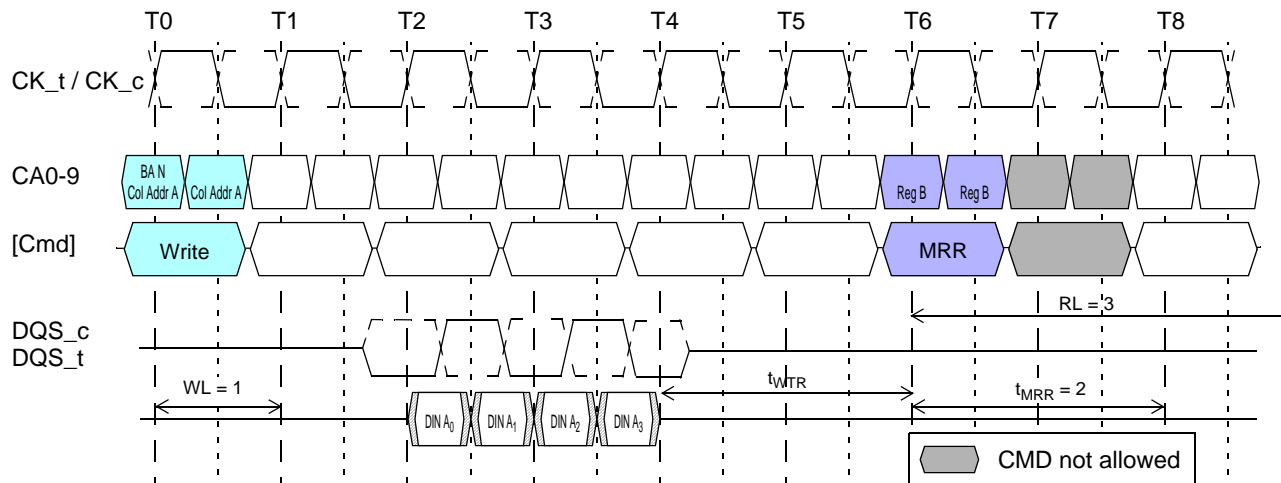 T0 T1 T2 T3 T4 T5 T6 T7 T8
CK_t / CK_c
CA0-9
BA N
Col Addr A
Col Addr A
Reg B
Reg B
[Cmd]
Write
MRR
RL = 3
DQS_c
DQS_t
WL = 1
tWTR
tMRR = 2
DIN A0
DIN A1
DIN A2
DIN A3
CMD not allowed